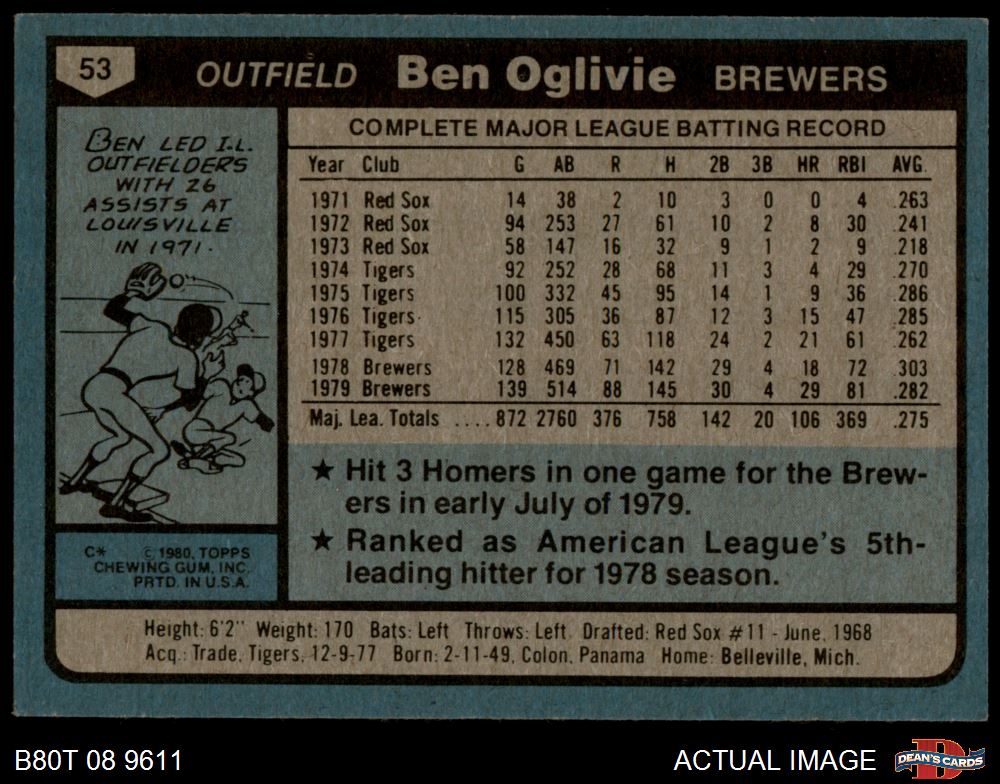 53 OUTFIELD Ben Oglivie BREWERS
BEN LED I.L.
OUTFIELDERS
WITH 26
ASSISTS AT
LOUISVILLE
IN 1971.
C* © 1980, TOPPS
CHEWING GUM, INC.
PRTD. IN U.S.A.
COMPLETE MAJOR LEAGUE BATTING RECORD
Year Club G AB R H 2B 3B HR RBI AVG.
1971 Red Sox 14 38 2 10 3 0 0 4 .263
1972 Red Sox 94 253 27 61 10 2 8 30 .241
1973 Red Sox 58 147 16 32 9 1 2 9 .218
1974 Tigers 92 252 28 68 11 3 4 29 .270
1975 Tigers 100 332 45 95 14 1 9 36 .286
1976 Tigers 115 305 36 87 12 3 15 47 .285
1977 Tigers 132 450 63 118 24 2 21 61 .262
1978 Brewers 128 469 71 142 29 4 18 72 .303
1979 Brewers 139 514 88 145 30 4 29 81 .282
Maj. Lea. Totals ....872 2760 376 758 142 20 106 369 .275
★ Hit 3 Homers in one game for the Brew-
ers in early July of 1979.
★ Ranked as American League's 5th-
leading hitter for 1978 season.
Height: 6'2" Weight: 170 Bats: Left Throws: Left Drafted: Red Sox #11 - June, 1968
Acq.: Trade, Tigers, 12-9-77 Born: 2-11-49, Colon, Panama Home: Belleville, Mich.
B80T 08 9611 ACTUAL IMAGE DEAN'S CARDS